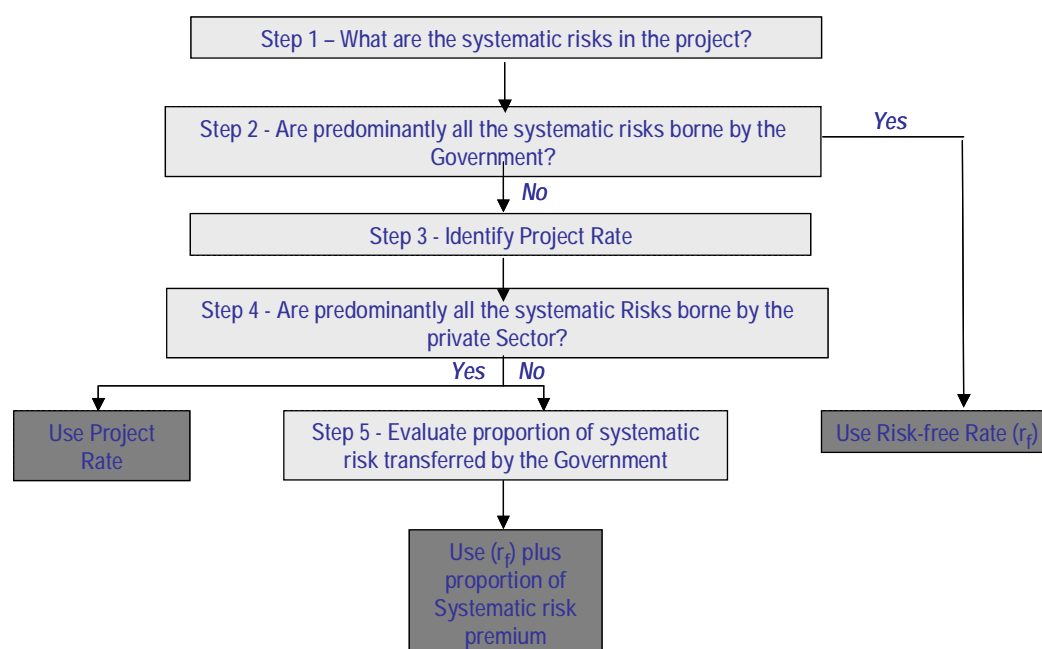 Step 1 – What are the systematic risks in the project?
Step 2 - Are predominantly all the systematic risks borne by the
Government?
Yes
No
Step 3 - Identify Project Rate
Step 4 - Are predominantly all the systematic Risks borne by the
private Sector?
Yes
No
Use Project
Rate
Step 5 - Evaluate proportion of systematic
risk transferred by the Government
Use Risk-free Rate (rf)
Use (rf) plus
proportion of
Systematic risk
premium